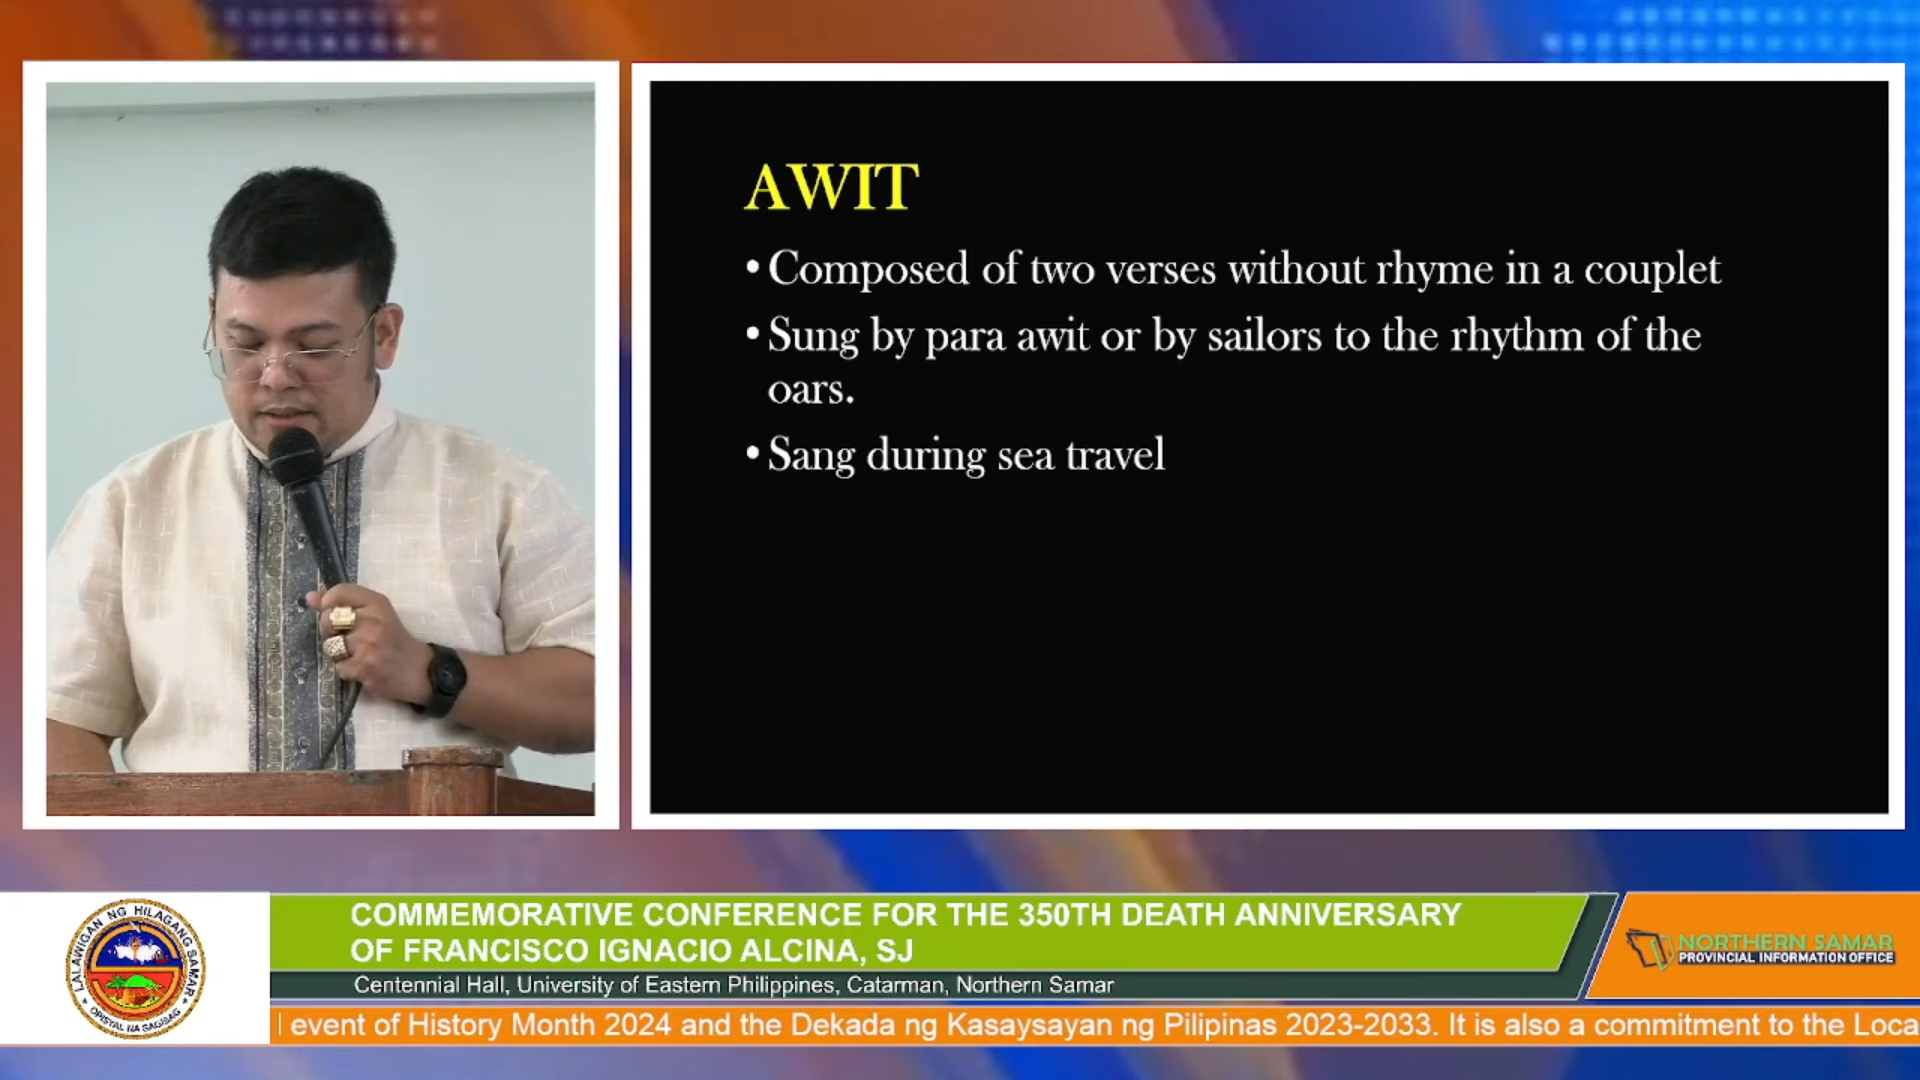 AWIT
• Composed of two verses without rhyme in a couplet
• Sung by para awit or by sailors to the rhythm of the
oars.
• Sang during sea travel
LALAWIGAN NG HILAGANG SAMAR
OPISYAL NA SAGISAG
COMMEMORATIVE CONFERENCE FOR THE 350TH DEATH ANNIVERSARY
OF FRANCISCO IGNACIO ALCINA, SJ
Centennial Hall, University of Eastern Philippines, Catarman, Northern Samar
NORTHERN SAMAR
PROVINCIAL INFORMATION OFFICE
event of History Month 2024 and the Dekada ng Kasaysayan ng Pilipinas 2023-2033. It is also a commitment to the Loca